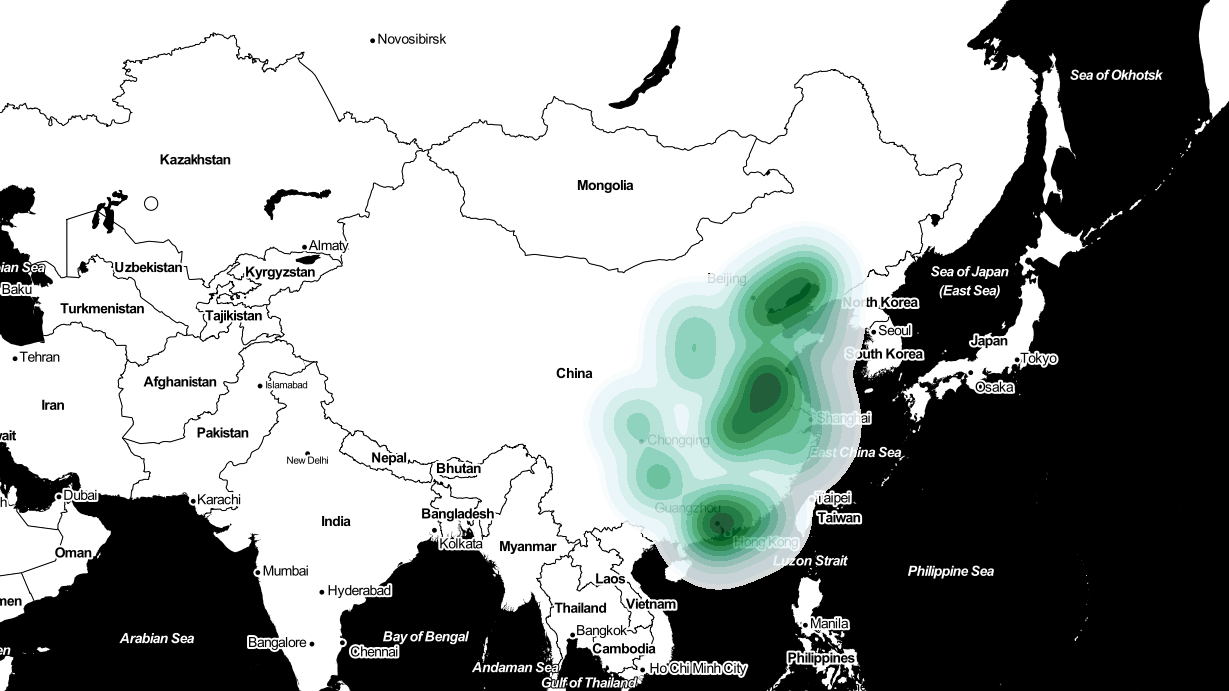 Novosibirsk
Sea of Okhotsk
Kazakhstan
Mongolia
Almaty
ian Sea
Uzbekistan
Kyrgyzstan
Sea of Japan
(East Sea)
Beijing
Baku
Turkmenistan
Tajikistan
North Korea
Seoul
Japan
South Korea
Tehran
Tokyo
China
Afghanistan
Islamabad
Osaka
Iran
Shanghai
Pakistan
wait
Chongqing
New Delhi
Nepal
Bhutan
East China Sea
Dubai
Karachi
Taipei
Guangzhou
Bangladesh
India
Taiwan
Kolkata
Myanmar
Hong Kong
Oman
Luzon Strait
Mumbai
Philippine Sea
Laos
Hyderabad
men
Thailand
Vietnam
Manila
Bangkok
Arabian Sea
Bay of Bengal
Bangalore
Chennai
Cambodia
en
Philippines
Andaman Sea
Ho Chi Minh City
Gulf of Thailand